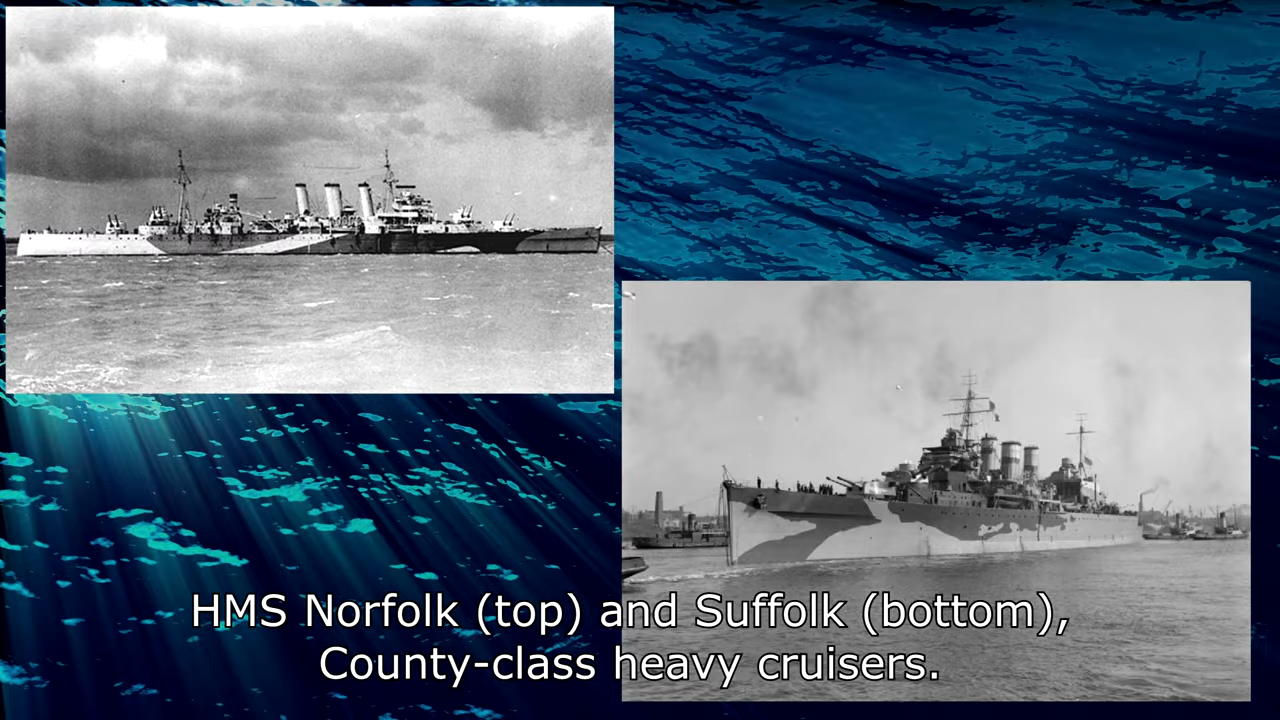 HMS Norfolk (top) and Suffolk (bottom),
County-class heavy cruisers.